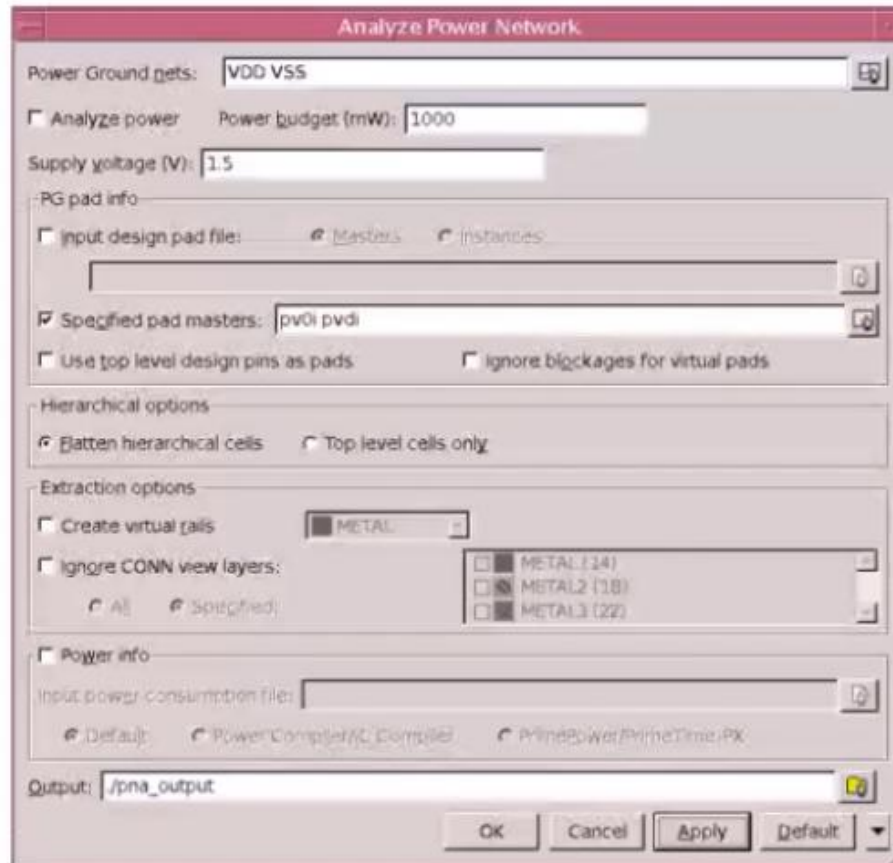 Analyze Power Network
Power Ground nets: VDD VSS
Analyze power Power budget (mW): 1000
Supply voltage (V): 1.5
PG pad info
Input design pad file: Masters Instances
Specified pad masters: pv0i pvdi
Use top level design pins as pads Ignore blockages for virtual pads
Hierarchical options
Flatten hierarchical cells Top level cells only
Extraction options
Create virtual rails METAL
Ignore CONN view layers: METAL (14)
METAL2 (18)
All Specified: METAL3 (22)
Power info
Input power consumption file:
Default Power Compiler/IC Compiler PrimePower/PrimeTime-PX
Output: ./pna_output
OK Cancel Apply Default